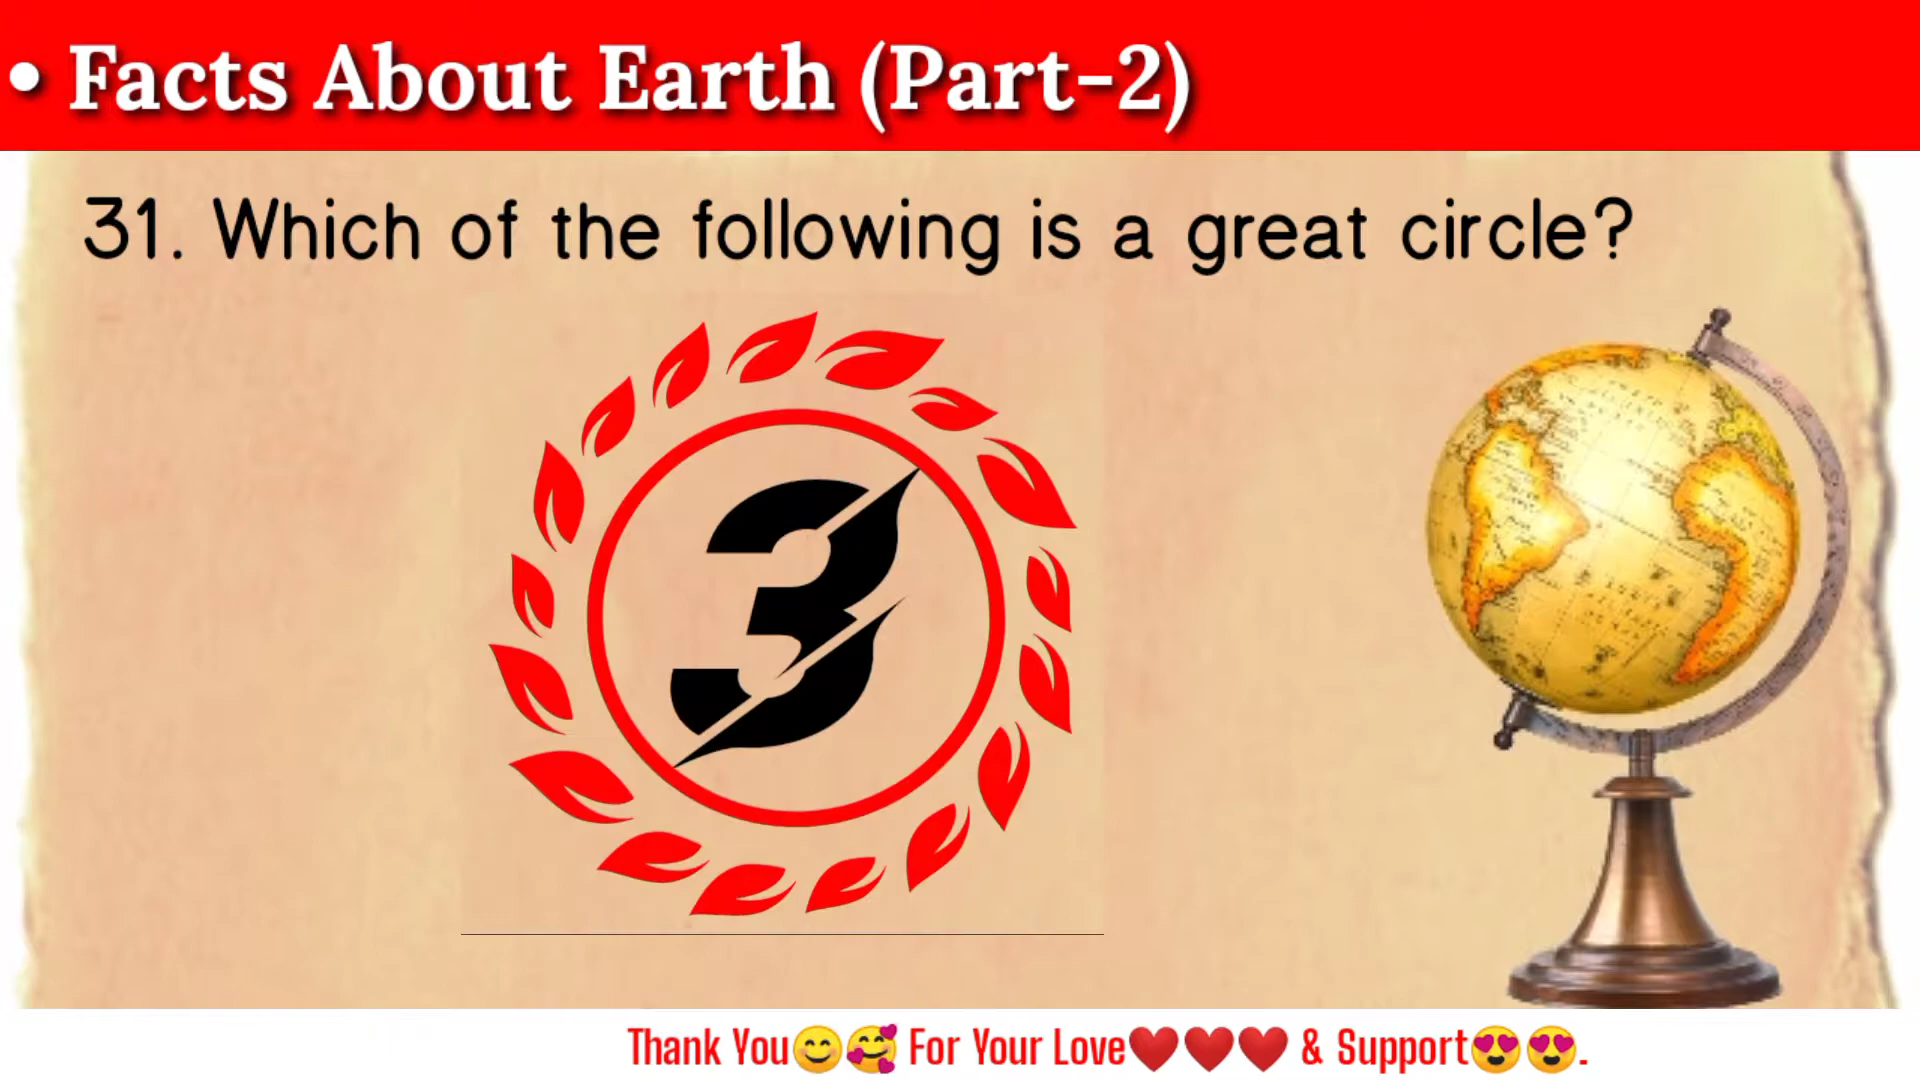 • Facts About Earth (Part-2)
31. Which of the following is a great circle?
3
Thank You😊🥰 For Your Love❤️❤️❤️ & Support😍😍.